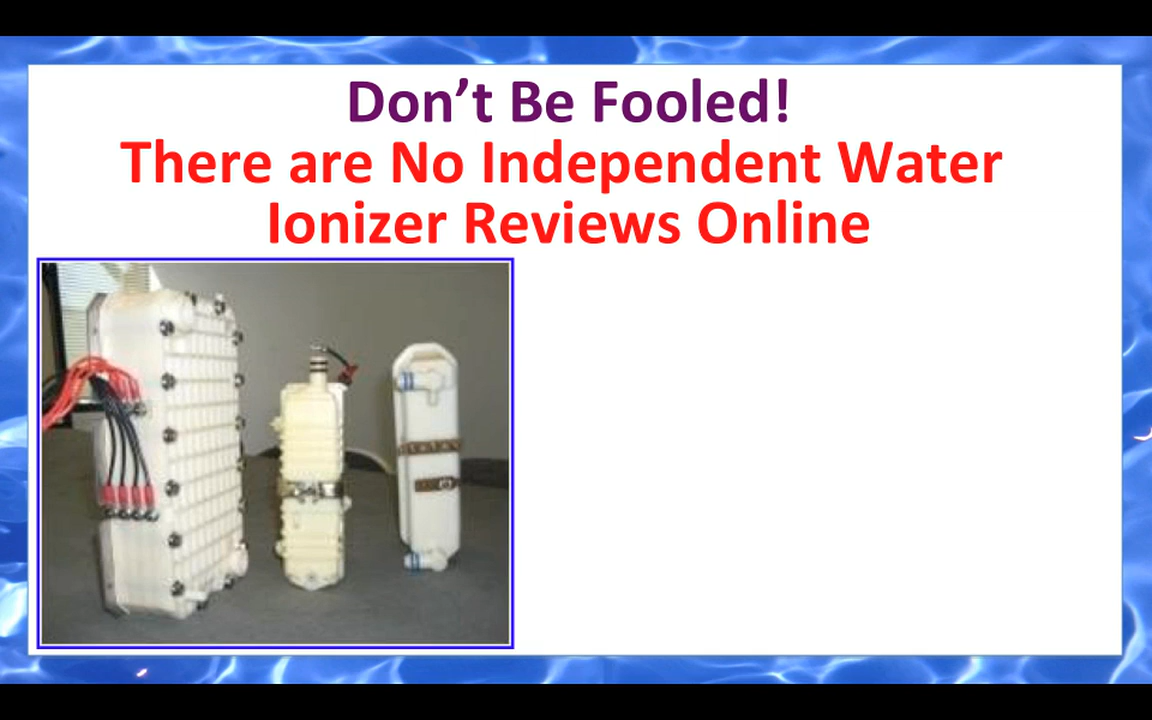 Don’t Be Fooled!
There are No Independent Water
Ionizer Reviews Online